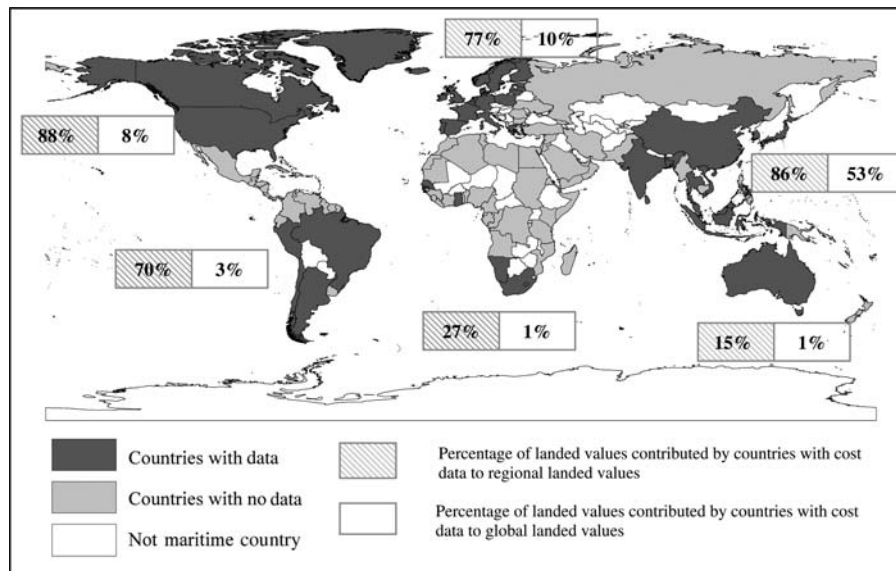 77% 10%
88% 8%
86% 53%
70% 3%
27% 1%
15% 1%
Countries with data
Countries with no data
Not maritime country
Percentage of landed values contributed by countries with cost
data to regional landed values
Percentage of landed values contributed by countries with cost
data to global landed values